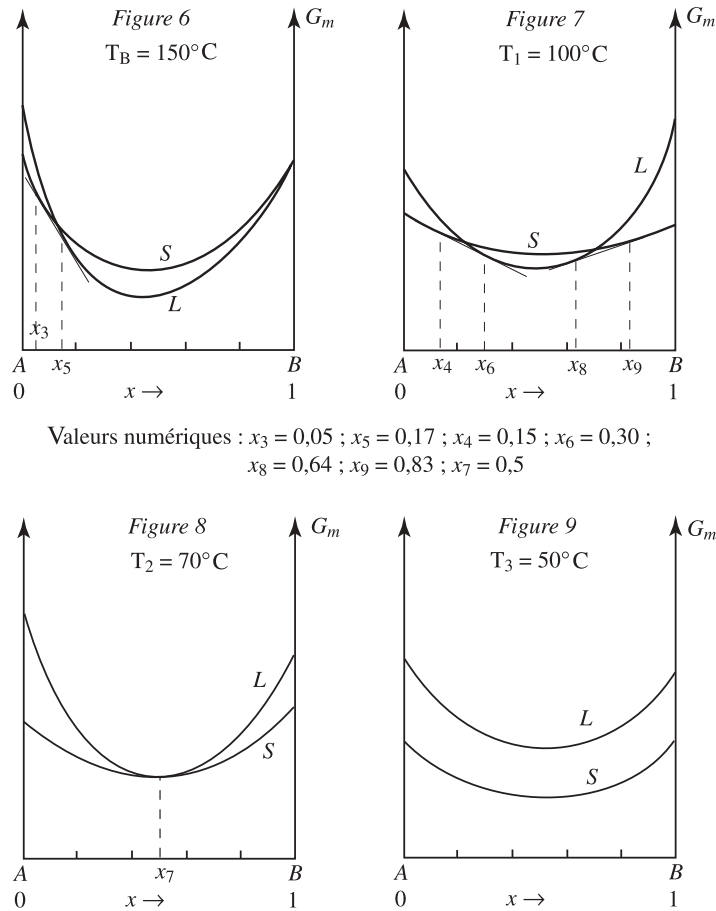 Figure 6
G_m
T_B = 150°C
S
L
x_3
A x_5 B
0 x → 1
Figure 7
G_m
T_1 = 100°C
L
S
A x_4 x_6 x_8 x_9 B
0 x → 1
Valeurs numériques : x_3 = 0,05 ; x_5 = 0,17 ; x_4 = 0,15 ; x_6 = 0,30 ;
x_8 = 0,64 ; x_9 = 0,83 ; x_7 = 0,5
Figure 8
G_m
T_2 = 70°C
L
S
A x_7 B
0 x → 1
Figure 9
G_m
T_3 = 50°C
L
S
A B
0 x → 1